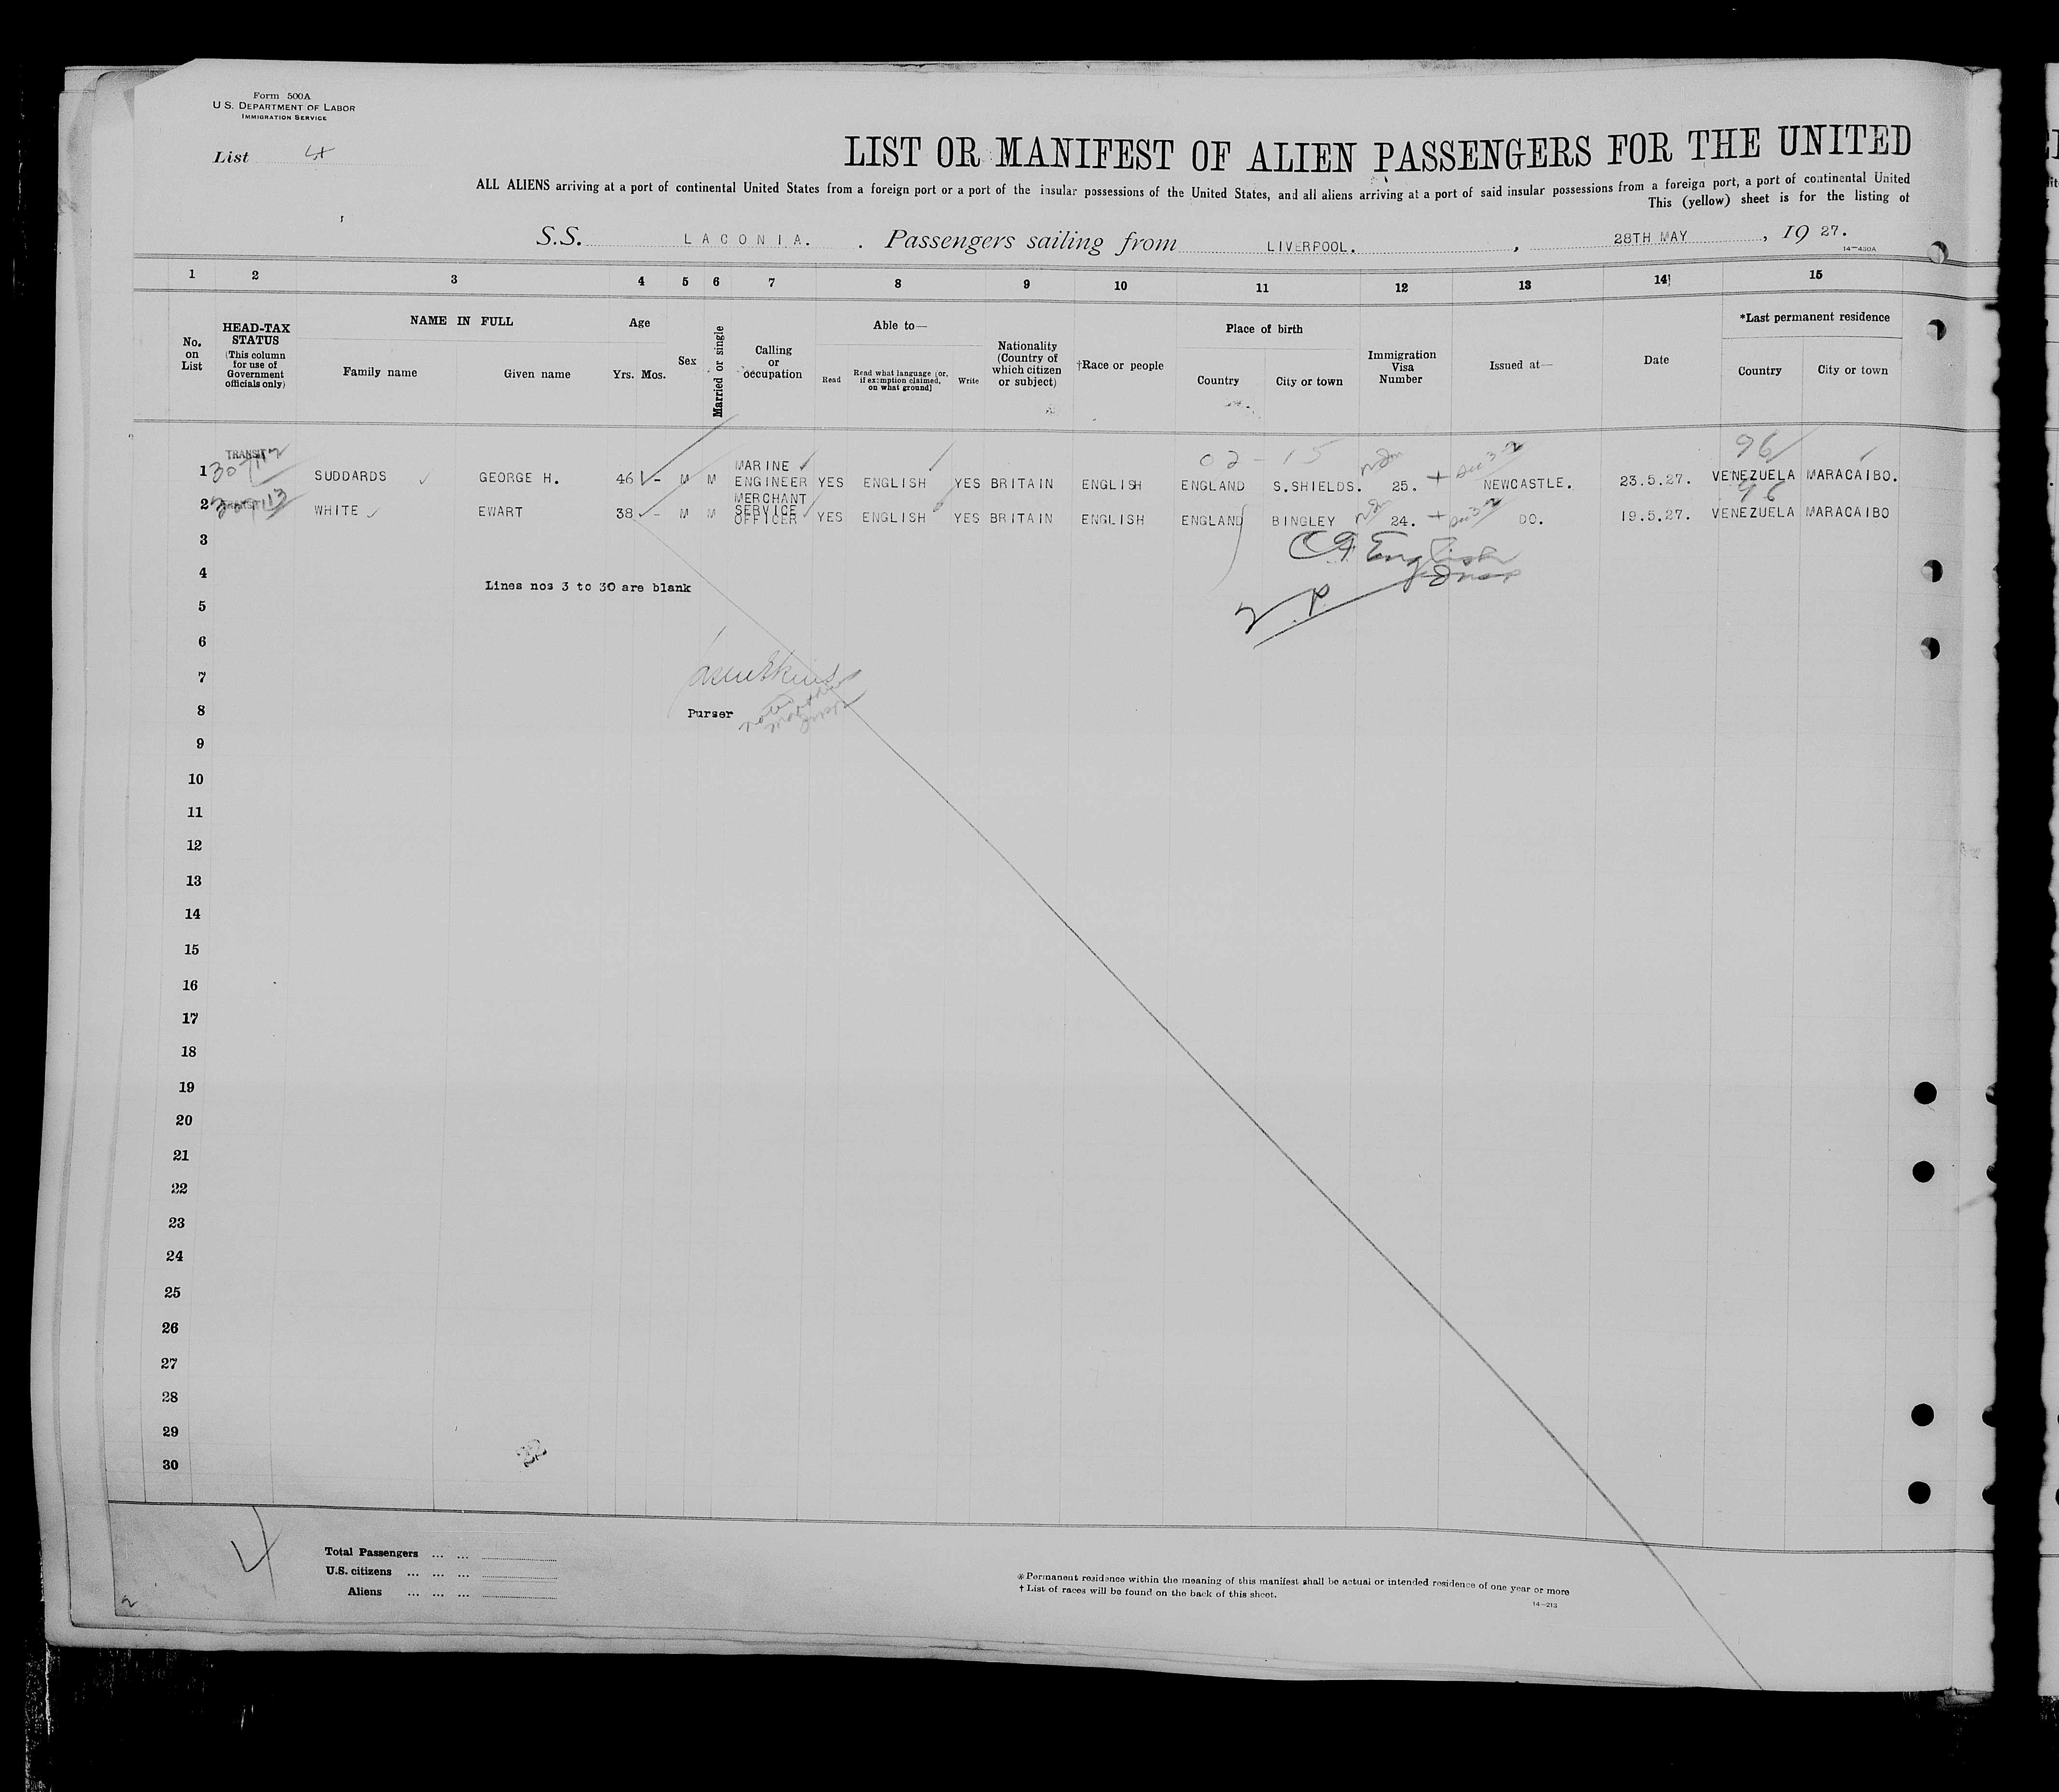 Form 500A
U S. DEPARTMENT OF LABOR
IMMIGRATION SERVICE
List 4
LIST OR MANIFEST OF ALIEN PASSENGERS FOR THE UNITED
ALL ALIENS arriving at a port of continental United States from a foreign port or a port of the insular possessions of the United States, and all aliens arriving at a port of said insular possessions from a foreign port, a port of continental United
This (yellow) sheet is for the listing of
S.S. LACONIA. . Passengers sailing from LIVERPOOL. , 28TH MAY , 19 27.
14—430A
1 2 3 4 5 6 7 8 9 10 11 12 13 14 15
No. on List
HEAD-TAX STATUS
(This column for use of Government officials only)
NAME IN FULL
Family name
Given name
Age
Yrs. Mos.
Sex
Married or single
Calling or occupation
Able to—
Read
Read what language (or, if exemption claimed, on what ground)
Write
Nationality (Country of which citizen or subject)
†Race or people
Place of birth
Country
City or town
Immigration Visa Number
Issued at—
Date
*Last permanent residence
Country
City or town
02 - 15 96
1 TRANSIT SUDDARDS GEORGE H. 46 - M M MARINE ENGINEER YES ENGLISH YES BRITAIN ENGLISH ENGLAND S.SHIELDS. 25. NEWCASTLE. 23.5.27. VENEZUELA MARACAIBO.
96
2 TRANSIT WHITE EWART 38 - M M MERCHANT SERVICE OFFICER YES ENGLISH YES BRITAIN ENGLISH ENGLAND BINGLEY 24. DO. 19.5.27. VENEZUELA MARACAIBO
3
4
Lines nos 3 to 30 are blank
5
6
7
8 Purser
9
10
11
12
13
14
15
16
17
18
19
20
21
22
23
24
25
26
27
28
29
30
4
Total Passengers ... ...
U.S. citizens ... ... ...
Aliens ... ... ...
2
* Permanent residence within the meaning of this manifest shall be actual or intended residence of one year or more
† List of races will be found on the back of this sheet.
14—213